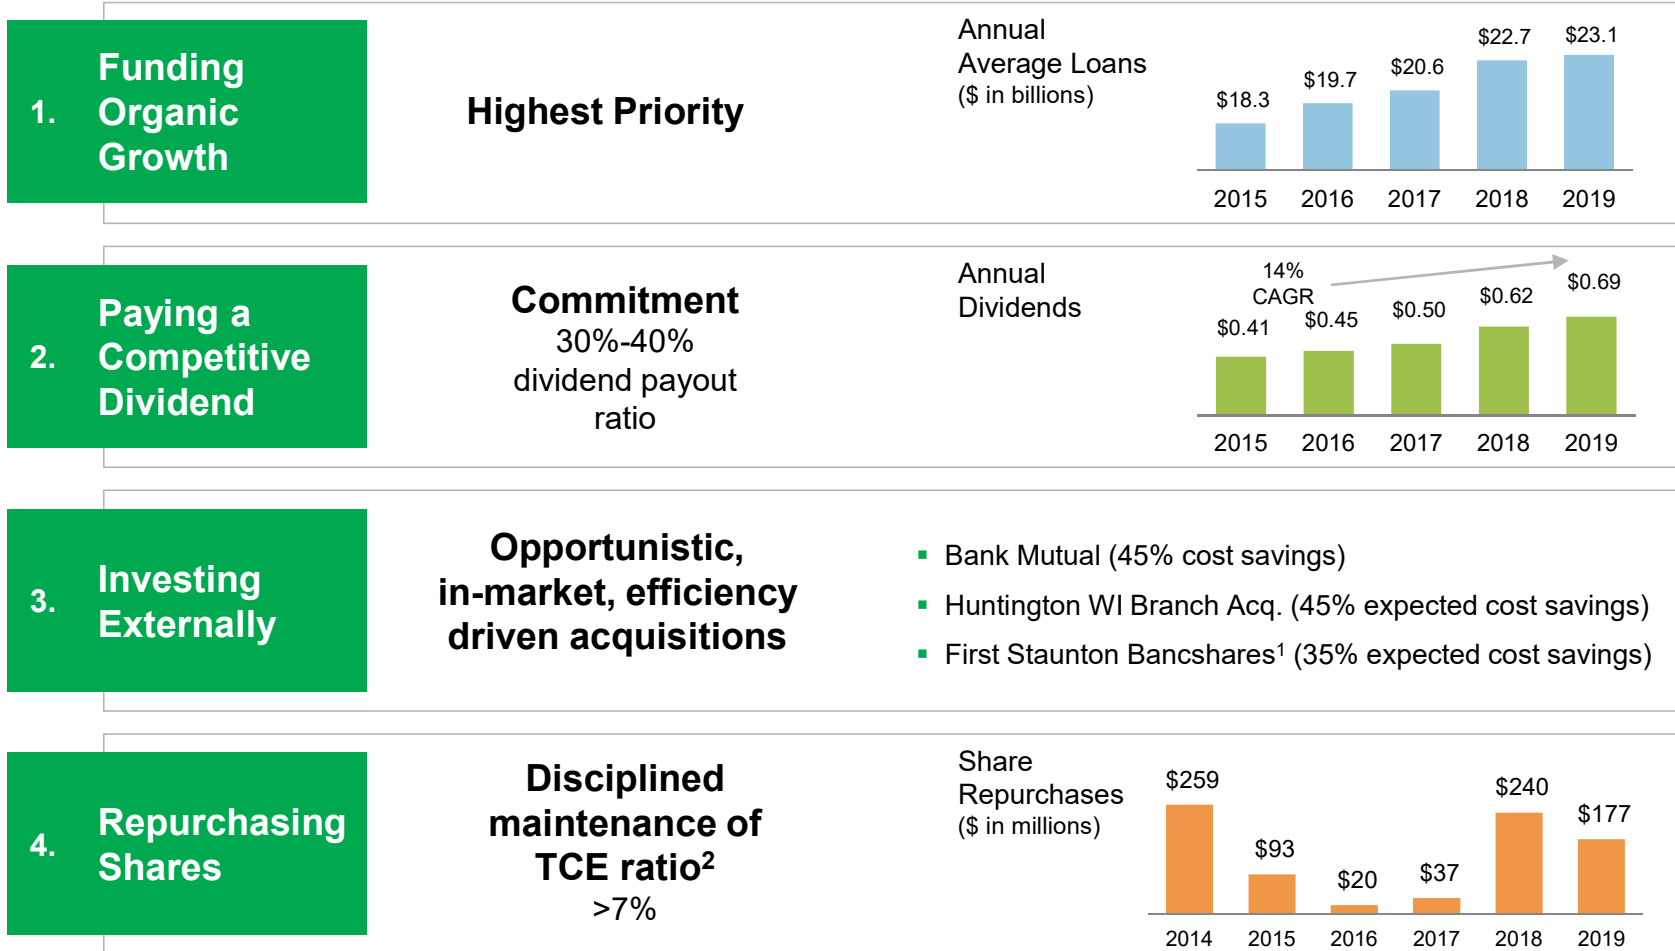 1.
Funding
Organic
Growth
Highest Priority
Annual
Average Loans
($ in billions)
$18.3
$19.7
$20.6
$22.7
$23.1
2015 2016 2017 2018 2019
2.
Paying a
Competitive
Dividend
Commitment
30%-40%
dividend payout
ratio
Annual
Dividends
14%
CAGR
$0.41
$0.45
$0.50
$0.62
$0.69
2015 2016 2017 2018 2019
3.
Investing
Externally
Opportunistic,
in-market, efficiency
driven acquisitions
▪ Bank Mutual (45% cost savings)
▪ Huntington WI Branch Acq. (45% expected cost savings)
▪ First Staunton Bancshares¹ (35% expected cost savings)
4.
Repurchasing
Shares
Disciplined
maintenance of
TCE ratio²
>7%
Share
Repurchases
($ in millions)
$259
$93
$20
$37
$240
$177
2014 2015 2016 2017 2018 2019